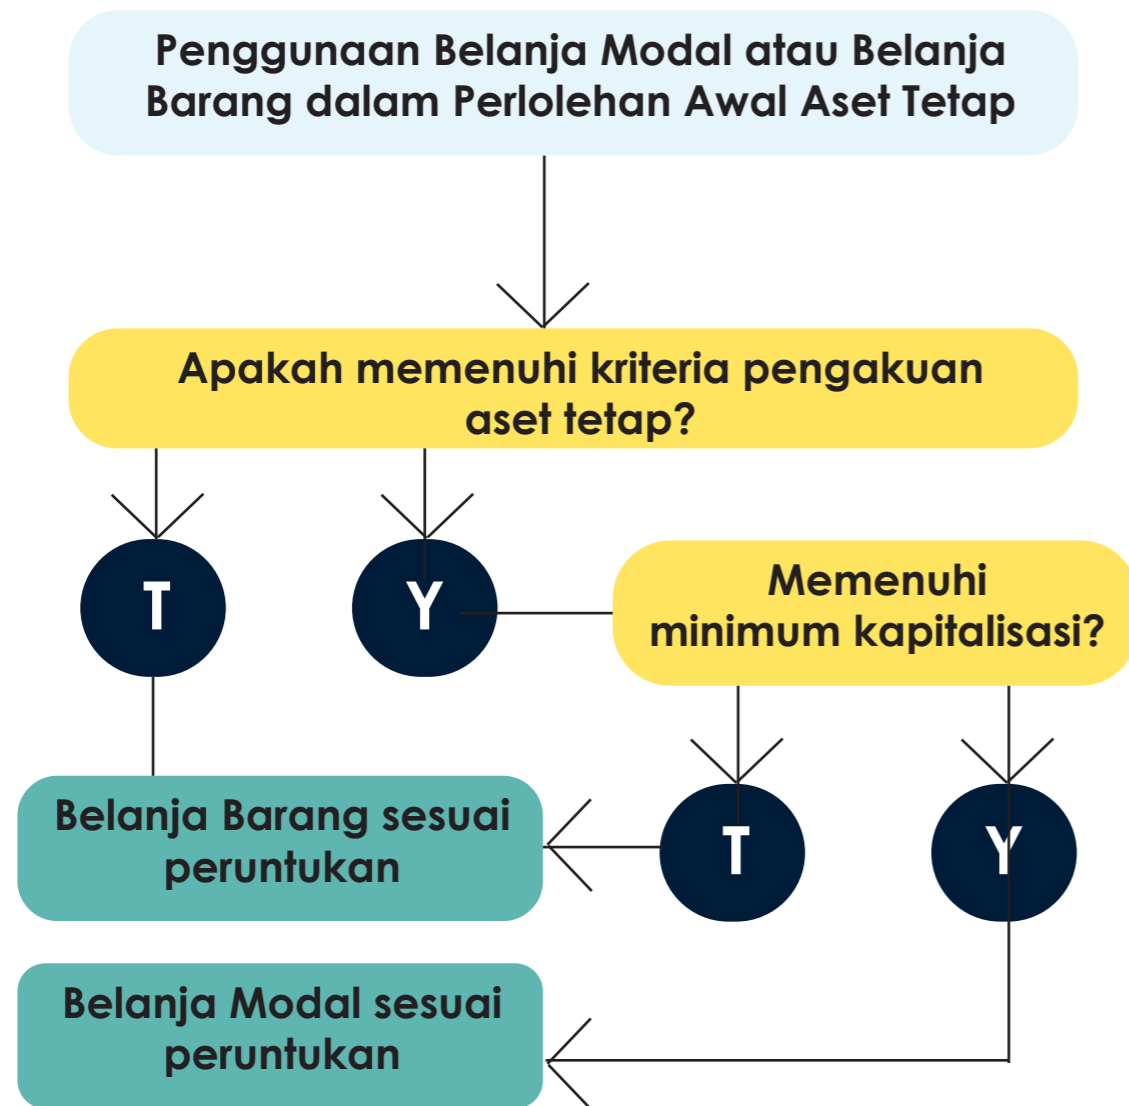 Penggunaan Belanja Modal atau Belanja
Barang dalam Perlolehan Awal Aset Tetap
Apakah memenuhi kriteria pengakuan
aset tetap?
T
Y
Memenuhi
minimum kapitalisasi?
Belanja Barang sesuai
peruntukan
T
Y
Belanja Modal sesuai
peruntukan